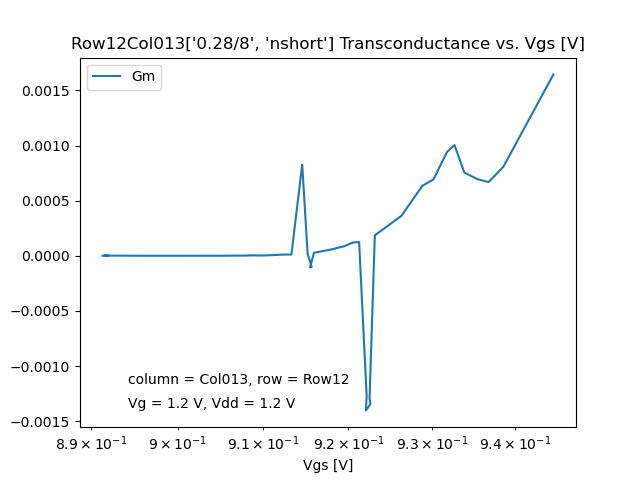 Row12Col013['0.28/8', 'nshort'] Transconductance vs. Vgs [V]
Gm
0.0015
0.0010
0.0005
0.0000
−0.0005
−0.0010
−0.0015
column = Col013, row = Row12
Vg = 1.2 V, Vdd = 1.2 V
8.9 × 10⁻¹ 9 × 10⁻¹ 9.1 × 10⁻¹ 9.2 × 10⁻¹ 9.3 × 10⁻¹ 9.4 × 10⁻¹
Vgs [V]